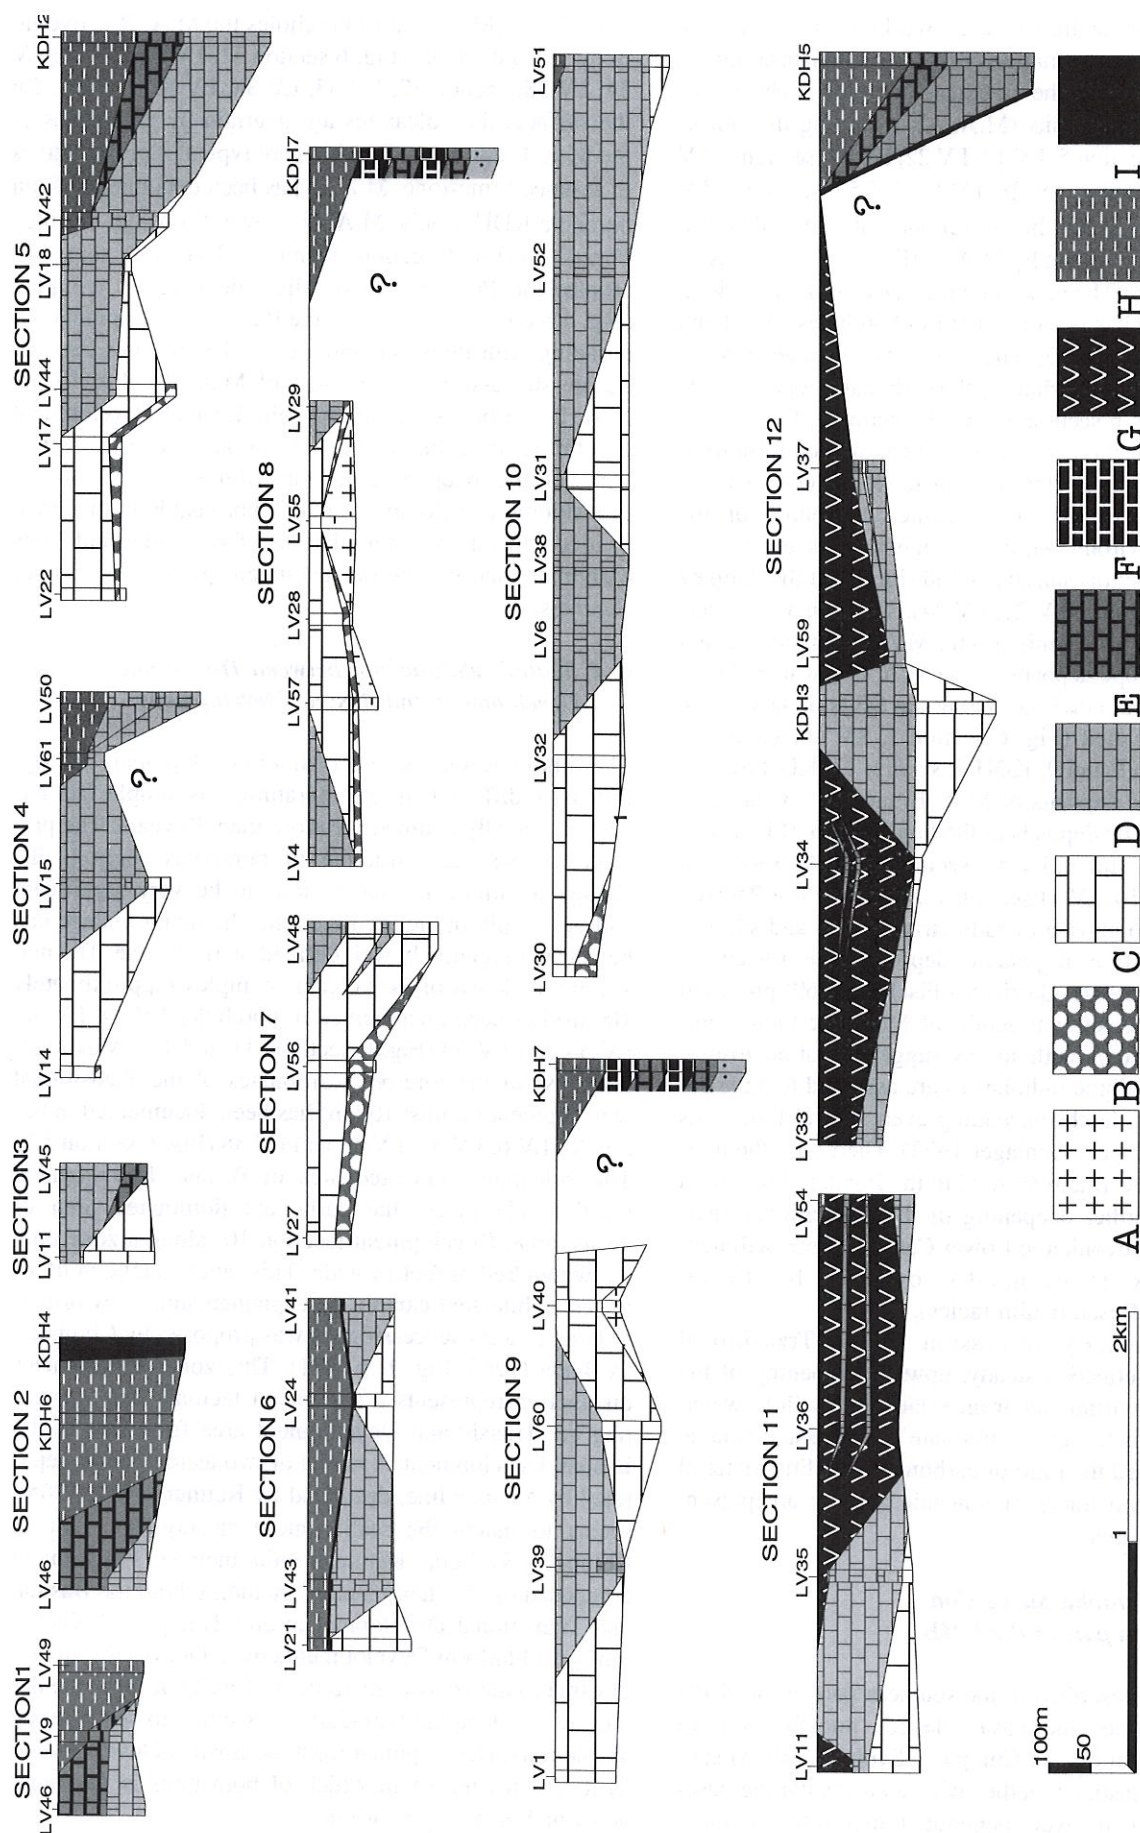 SECTION1
LV46 LV9 LV49
SECTION 2
LV46 KDH6 KDH4
SECTION3
LV11 LV45
SECTION 4
LV14 LV15 LV61 LV50
?
SECTION 5
LV22 LV17 LV44 LV18 LV42 KDH2
SECTION 6
LV21 LV43 LV24 LV41
SECTION 7
LV27 LV56 LV48
SECTION 8
LV4 LV57 LV28 LV55 LV29 KDH7
?
SECTION 9
LV1 LV39 LV60 LV40 KDH7
?
SECTION 10
LV30 LV32 LV6 LV38 LV31 LV52 LV51
SECTION 11
LV11 LV35 LV36 LV54
SECTION 12
LV33 LV34 KDH3 LV59 LV37 KDH5
?
100m
50
1 2km
A B C D E F G H I